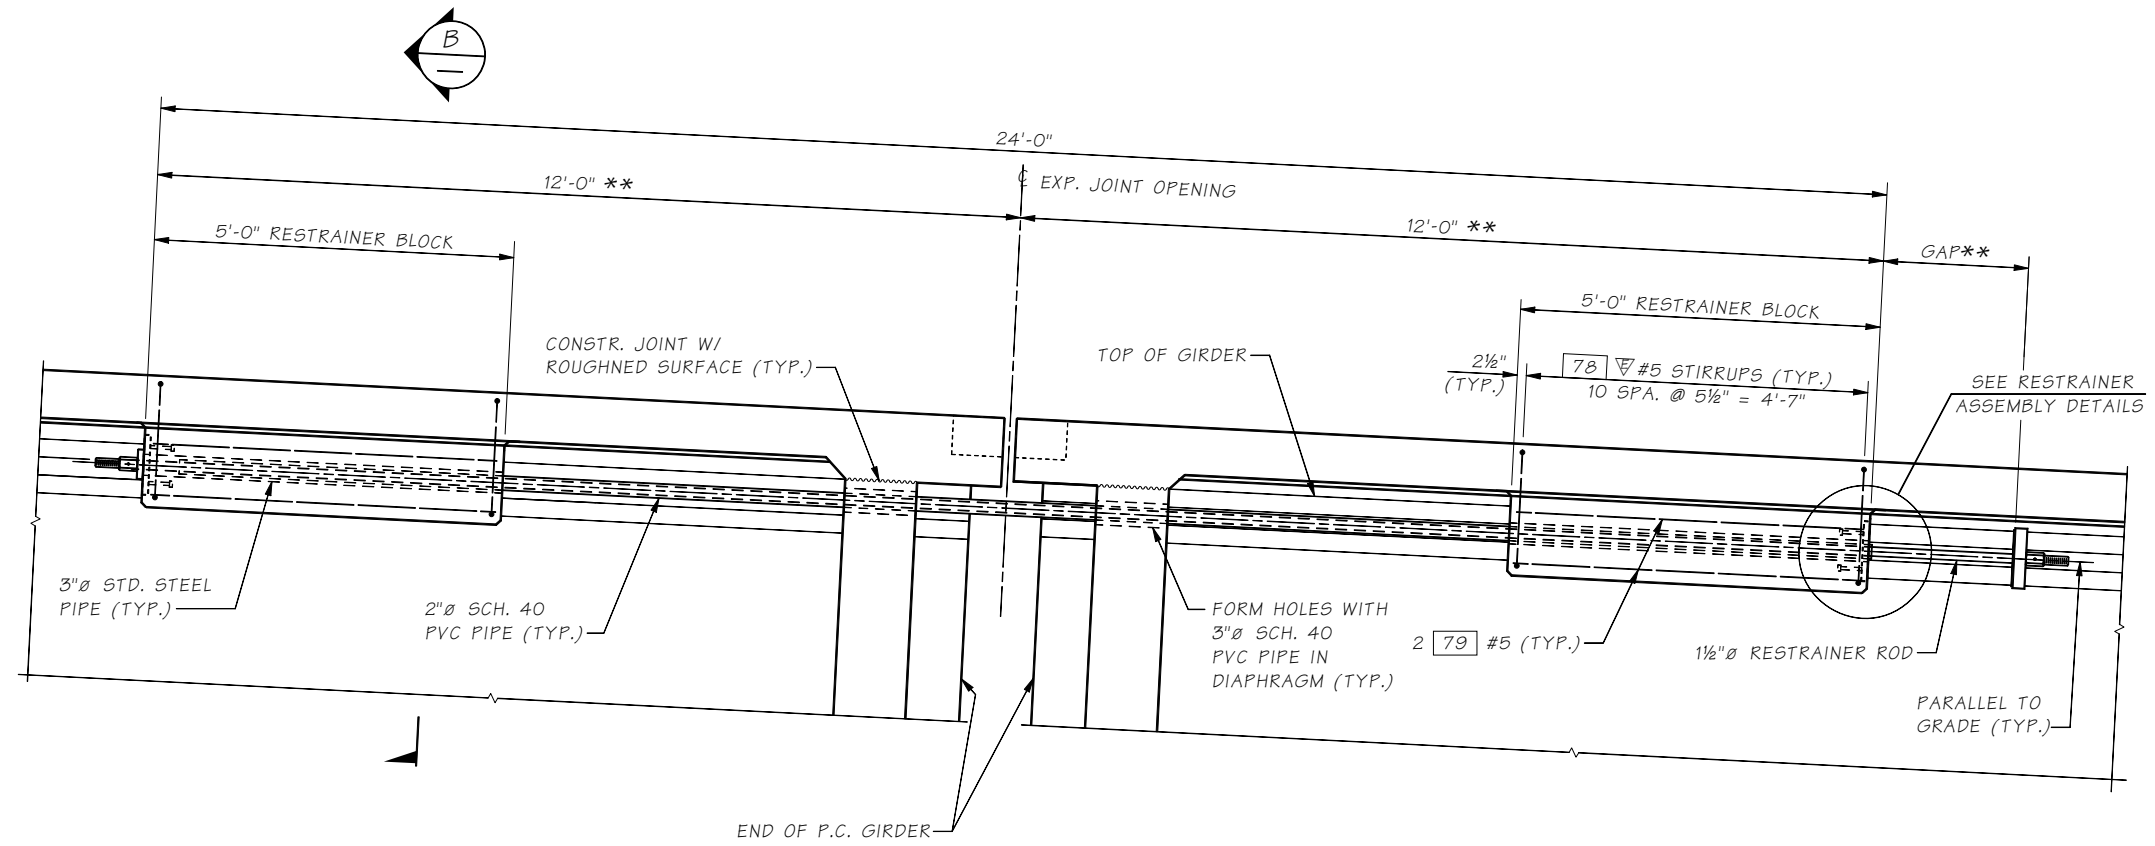 B
24'-0"
12'-0" **
℄ EXP. JOINT OPENING
12'-0" **
5'-0" RESTRAINER BLOCK
GAP**
5'-0" RESTRAINER BLOCK
CONSTR. JOINT W/
ROUGHNED SURFACE (TYP.)
TOP OF GIRDER
2½"
(TYP.)
78 E #5 STIRRUPS (TYP.)
10 SPA. @ 5½" = 4'-7"
SEE RESTRAINER
ASSEMBLY DETAILS
3"ø STD. STEEL
PIPE (TYP.)
2"ø SCH. 40
PVC PIPE (TYP.)
FORM HOLES WITH
3"ø SCH. 40
PVC PIPE IN
DIAPHRAGM (TYP.)
2 79 #5 (TYP.)
1½"ø RESTRAINER ROD
PARALLEL TO
GRADE (TYP.)
END OF P.C. GIRDER